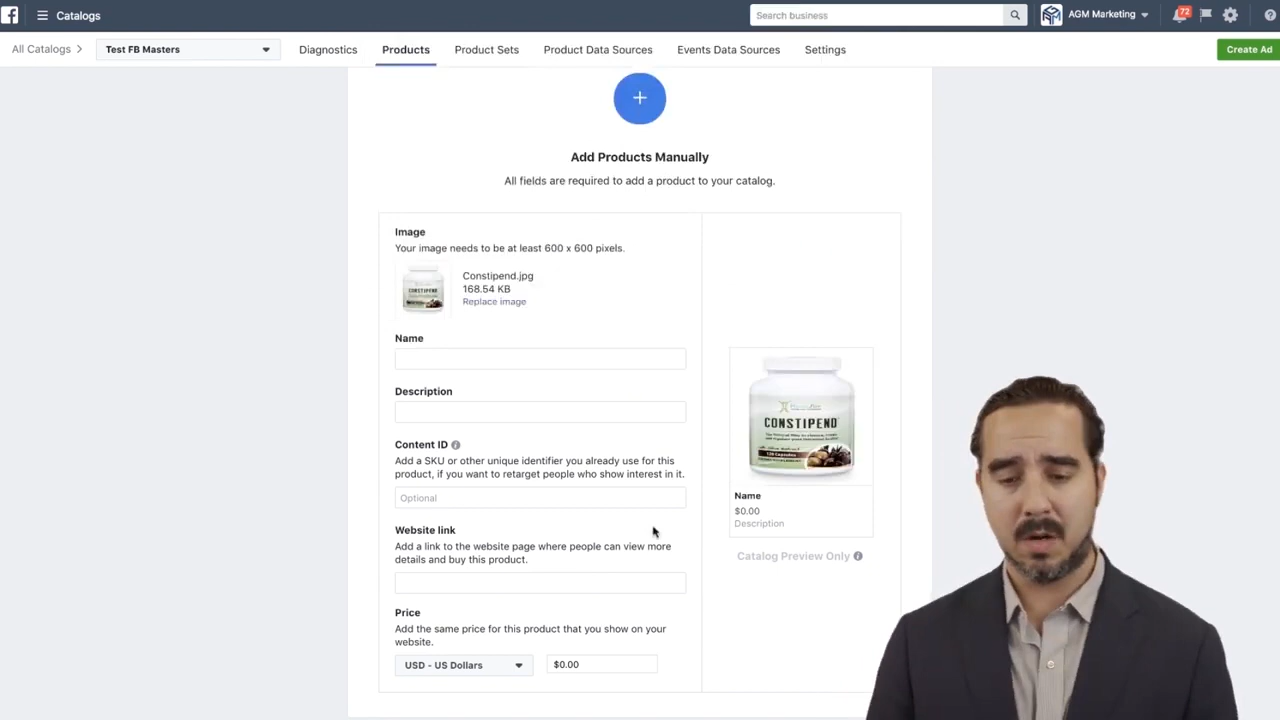 Catalogs
Search business
AGM Marketing
72
All Catalogs
Test FB Masters
Diagnostics
Products
Product Sets
Product Data Sources
Events Data Sources
Settings
Create Ad
Add Products Manually
All fields are required to add a product to your catalog.
Image
Your image needs to be at least 600 x 600 pixels.
CONSTIPEND
Constipend.jpg
168.54 KB
Replace image
Name
Description
Content ID
Add a SKU or other unique identifier you already use for this
product, if you want to retarget people who show interest in it.
Optional
Website link
Add a link to the website page where people can view more
details and buy this product.
Price
Add the same price for this product that you show on your
website.
USD - US Dollars
$0.00
CONSTIPEND
120 Capsules
Name
$0.00
Description
Catalog Preview Only